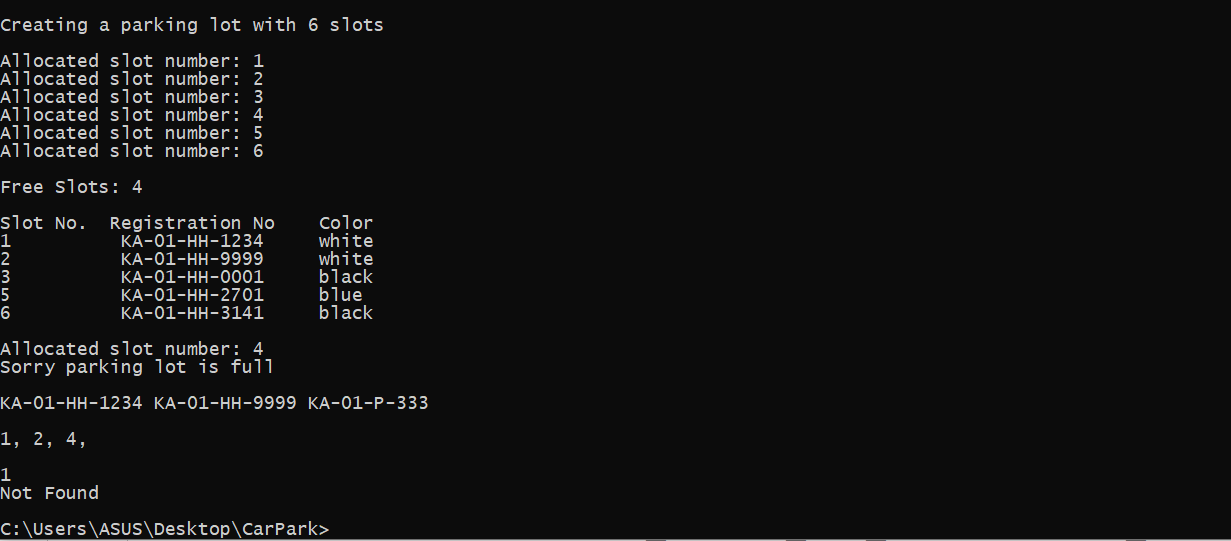 Creating a parking lot with 6 slots
Allocated slot number: 1
Allocated slot number: 2
Allocated slot number: 3
Allocated slot number: 4
Allocated slot number: 5
Allocated slot number: 6
Free Slots: 4
Slot No.  Registration No    Color
1          KA-01-HH-1234     white
2          KA-01-HH-9999     white
3          KA-01-HH-0001     black
5          KA-01-HH-2701     blue
6          KA-01-HH-3141     black
Allocated slot number: 4
Sorry parking lot is full
KA-01-HH-1234 KA-01-HH-9999 KA-01-P-333
1, 2, 4,
1
Not Found
C:\Users\ASUS\Desktop\CarPark>